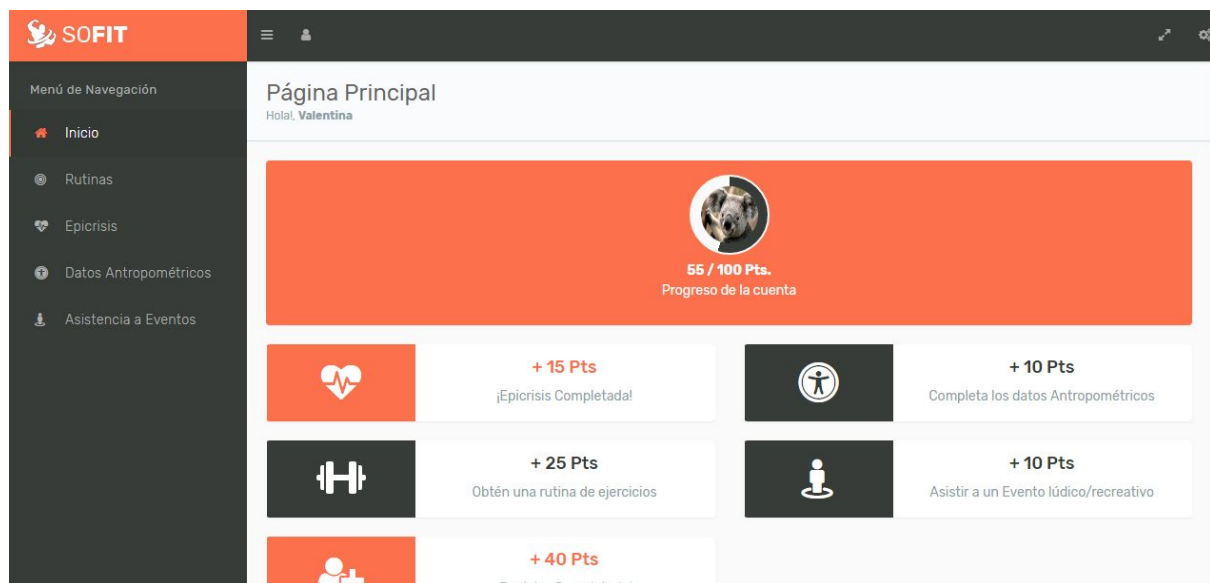 SOFIT
Menú de Navegación
Inicio
Rutinas
Epicrisis
Datos Antropométricos
Asistencia a Eventos
Página Principal
Hola!, Valentina
55 / 100 Pts.
Progreso de la cuenta
+ 15 Pts
¡Epicrisis Completada!
+ 10 Pts
Completa los datos Antropométricos
+ 25 Pts
Obtén una rutina de ejercicios
+ 10 Pts
Asistir a un Evento lúdico/recreativo
+ 40 Pts